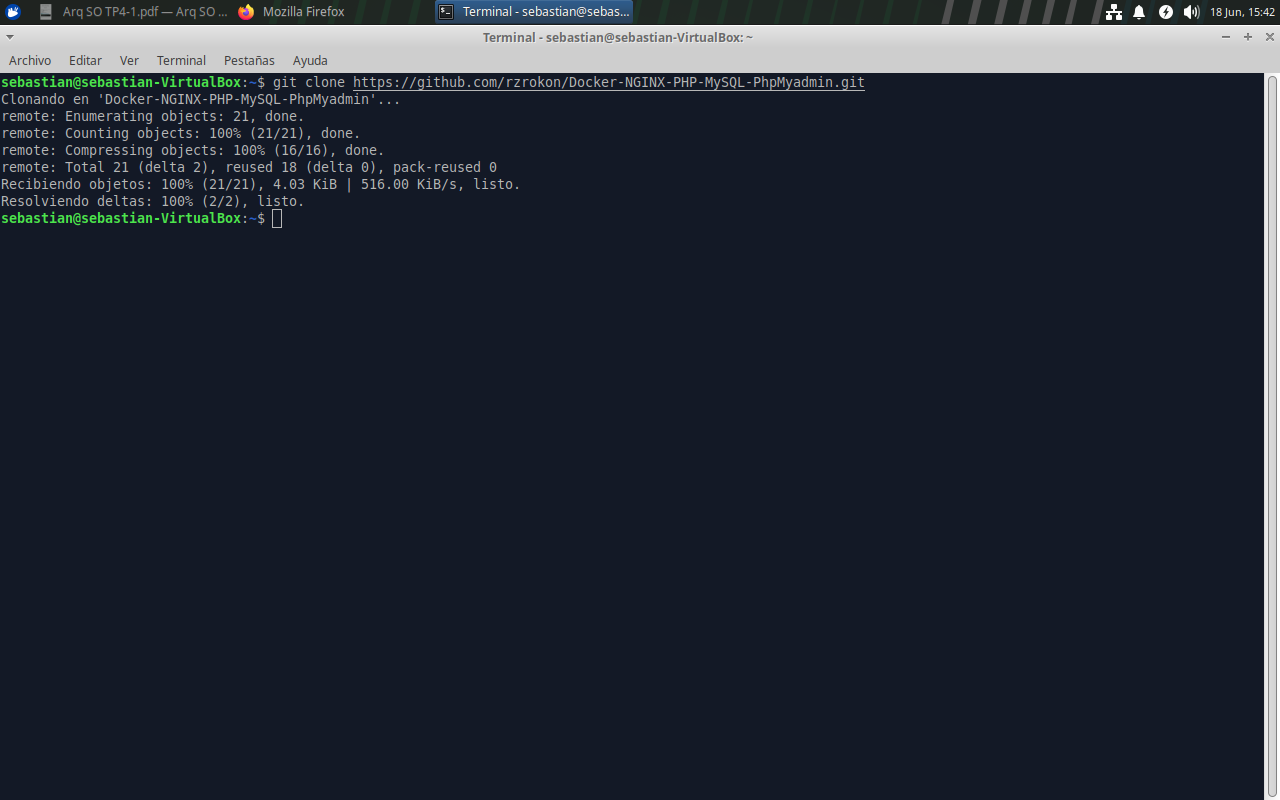 Arq SO TP4-1.pdf — Arq SO ...
Mozilla Firefox
Terminal - sebastian@sebas...
18 Jun, 15:42
Terminal - sebastian@sebastian-VirtualBox: ~
Archivo Editar Ver Terminal Pestañas Ayuda
sebastian@sebastian-VirtualBox:~$ git clone https://github.com/rzrokon/Docker-NGINX-PHP-MySQL-PhpMyadmin.git
Clonando en 'Docker-NGINX-PHP-MySQL-PhpMyadmin'...
remote: Enumerating objects: 21, done.
remote: Counting objects: 100% (21/21), done.
remote: Compressing objects: 100% (16/16), done.
remote: Total 21 (delta 2), reused 18 (delta 0), pack-reused 0
Recibiendo objetos: 100% (21/21), 4.03 KiB | 516.00 KiB/s, listo.
Resolviendo deltas: 100% (2/2), listo.
sebastian@sebastian-VirtualBox:~$